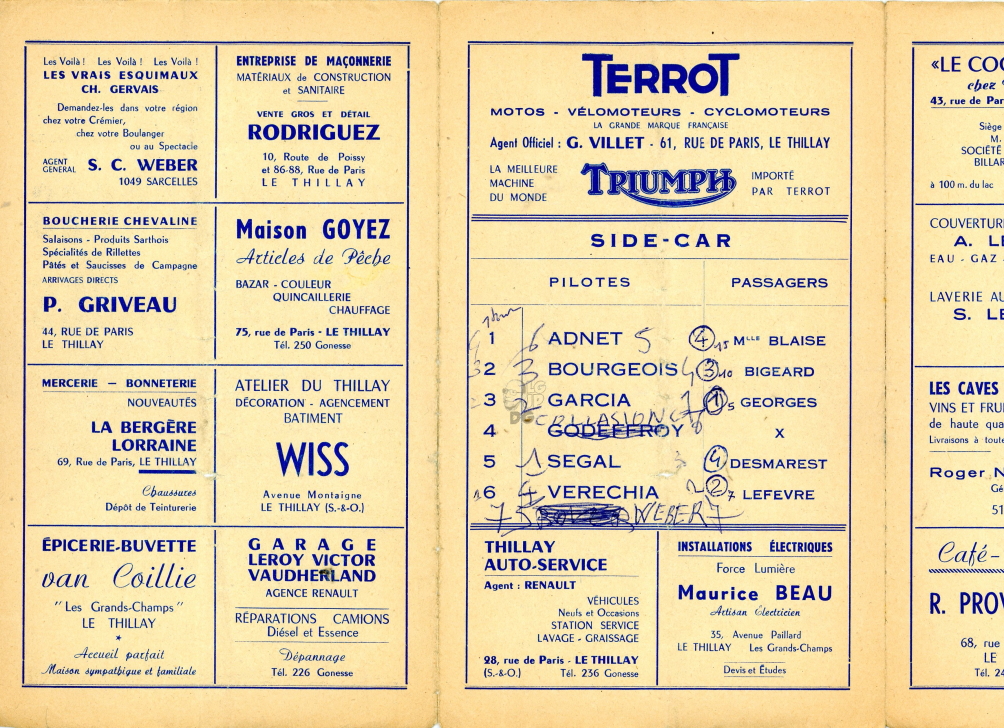 Les Voilà ! Les Voilà ! Les Voilà !
LES VRAIS ESQUIMAUX
CH. GERVAIS
Demandez-les dans votre région
chez votre Crémier,
chez votre Boulanger
ou au Spectacle
AGENT GENERAL S. C. WEBER
1049 SARCELLES
ENTREPRISE DE MAÇONNERIE
MATÉRIAUX de CONSTRUCTION
et SANITAIRE
VENTE GROS ET DÉTAIL
RODRIGUEZ
10, Route de Poissy
et 86-88, Rue de Paris
LE THILLAY
BOUCHERIE CHEVALINE
Salaisons - Produits Sarthois
Spécialités de Rillettes
Pâtés et Saucisses de Campagne
ARRIVAGES DIRECTS
P. GRIVEAU
44, RUE DE PARIS
LE THILLAY
Maison GOYEZ
Articles de Pêche
BAZAR - COULEUR
QUINCAILLERIE
CHAUFFAGE
75, rue de Paris - LE THILLAY
Tél. 250 Gonesse
MERCERIE — BONNETERIE
NOUVEAUTÉS
LA BERGÈRE
LORRAINE
69, Rue de Paris, LE THILLAY
Chaussures
Dépôt de Teinturerie
ATELIER DU THILLAY
DÉCORATION - AGENCEMENT
BATIMENT
WISS
Avenue Montaigne
LE THILLAY (S.-&-O.)
ÉPICERIE-BUVETTE
van Coillie
"Les Grands-Champs"
LE THILLAY
*
Accueil parfait
Maison sympathique et familiale
GARAGE
LEROY VICTOR
VAUDHERLAND
AGENCE RENAULT
RÉPARATIONS CAMIONS
Diésel et Essence
Dépannage
Tél. 226 Gonesse
TERROT
MOTOS - VÉLOMOTEURS - CYCLOMOTEURS
LA GRANDE MARQUE FRANÇAISE
Agent Officiel : G. VILLET - 61, RUE DE PARIS, LE THILLAY
LA MEILLEURE
MACHINE
DU MONDE
TRIUMPH
IMPORTÉ
PAR TERROT
SIDE-CAR
PILOTES PASSAGERS
1 6 ADNET 5 4 15 MLLE BLAISE
2 3 BOURGEOIS 4 3 10 BIGEARD
3 2 GARCIA 1 1 5 GEORGES
4 GODEFFROY X
5 1 SEGAL 3 4 DESMAREST
6 4 VERECHIA 2 2 7 LEFEVRE
7 5 WEBER 7
THILLAY
AUTO-SERVICE
Agent : RENAULT
VÉHICULES
Neufs et Occasions
STATION SERVICE
LAVAGE - GRAISSAGE
28, rue de Paris - LE THILLAY
(S.-&-O.) Tél. 236 Gonesse
INSTALLATIONS ÉLECTRIQUES
Force Lumière
Maurice BEAU
Artisan Electricien
35, Avenue Paillard
LE THILLAY Les Grands-Champs
Devis et Études
«LE COC
chez
43, rue de Par
Siège
M.
SOCIÉTÉ
BILLAR
à 100 m. du lac
COUVERTURE
A. LE
EAU - GAZ -
LAVERIE AU
S. LE
LES CAVES
VINS ET FRU
de haute qua
Livraisons à toute
Roger N
Gé
51
Café-
R. PROV
68, rue
LE
Tél. 24